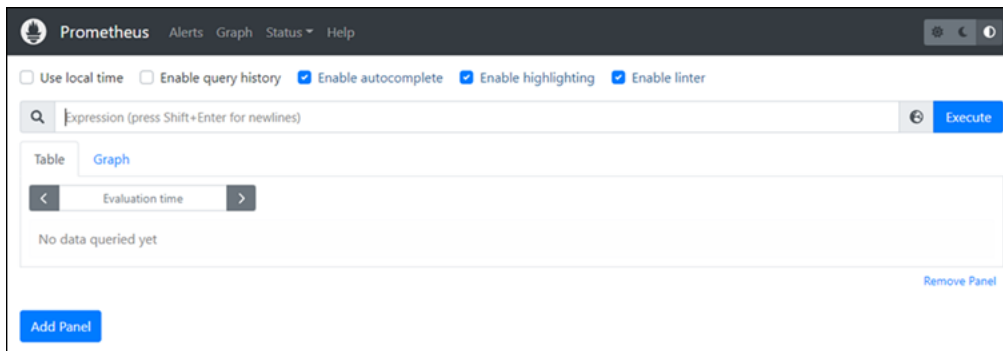 Prometheus Alerts Graph Status Help
Use local time Enable query history Enable autocomplete Enable highlighting Enable linter
Expression (press Shift+Enter for newlines) Execute
Table Graph
Evaluation time
No data queried yet
Remove Panel
Add Panel